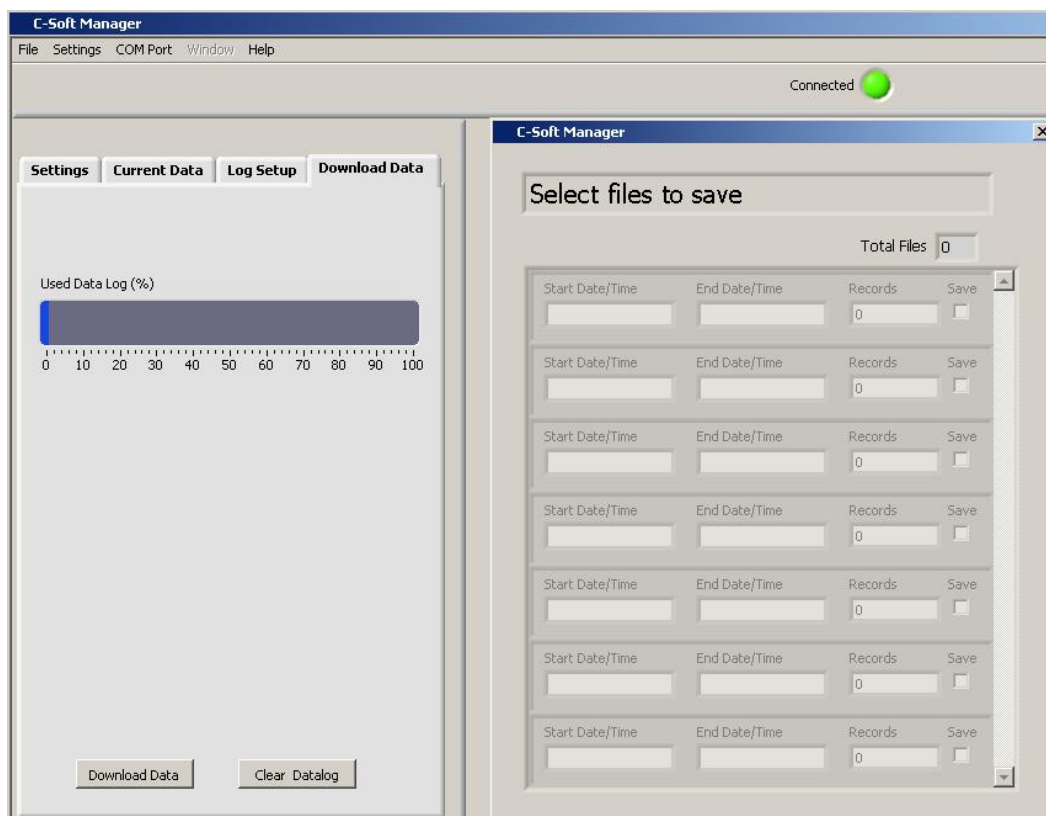 C-Soft Manager
File Settings COM Port Window Help
Connected
Settings Current Data Log Setup Download Data
Used Data Log (%)
0 10 20 30 40 50 60 70 80 90 100
Download Data Clear Datalog
C-Soft Manager
Select files to save
Total Files 0
Start Date/Time End Date/Time Records Save
0
Start Date/Time End Date/Time Records Save
0
Start Date/Time End Date/Time Records Save
0
Start Date/Time End Date/Time Records Save
0
Start Date/Time End Date/Time Records Save
0
Start Date/Time End Date/Time Records Save
0
Start Date/Time End Date/Time Records Save
0